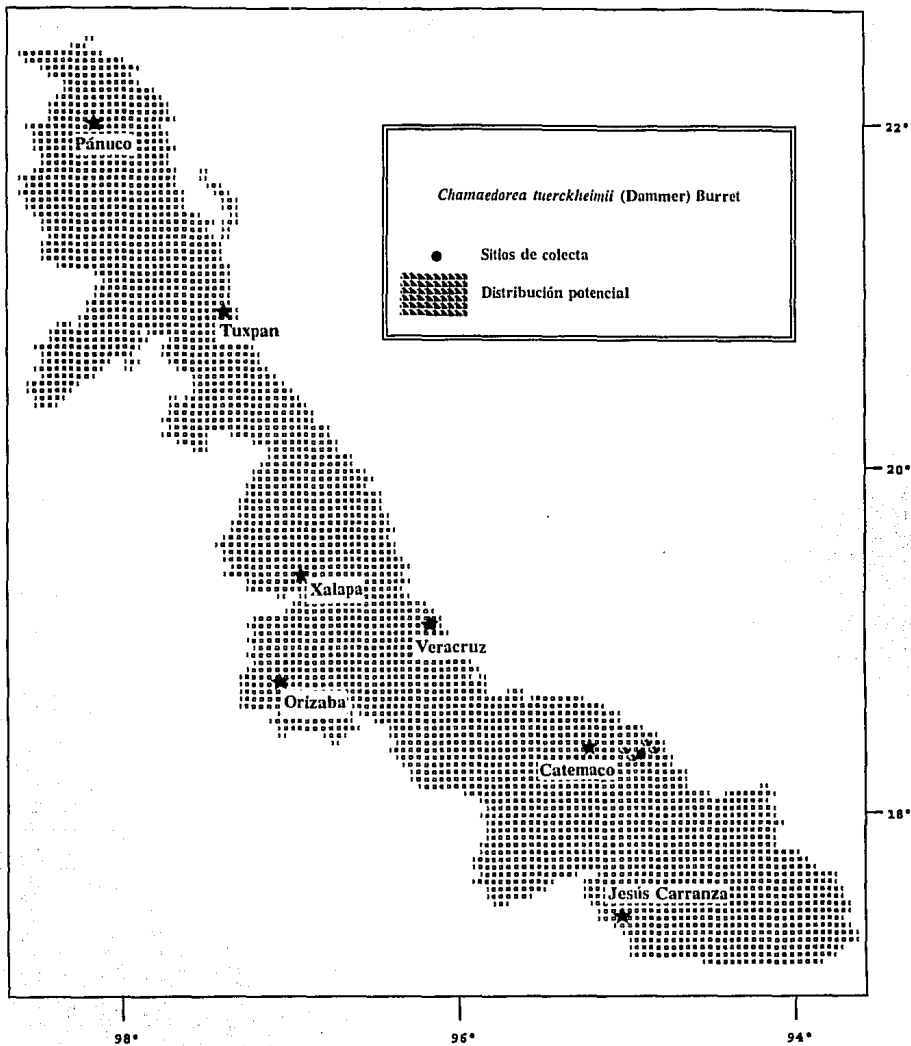 Pánuco
22°
Chamaedorea tuerckheimii (Dammer) Burret
Sitios de colecta
Distribución potencial
Tuxpan
20°
Xalapa
Veracruz
Orizaba
Catemaco
18°
Jesús Carranza
98°
96°
94°